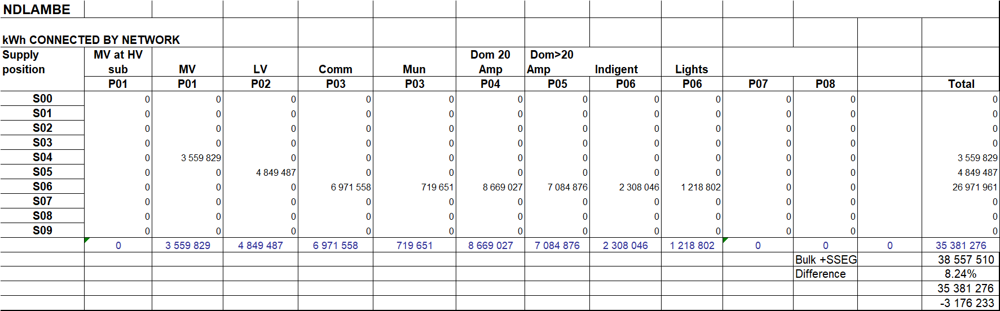 NDLAMBE
kWh CONNECTED BY NETWORK
Supply position MV at HV sub MV LV Comm Mun Dom 20 Amp Dom>20 Amp Indigent Lights
P01 P01 P02 P03 P03 P04 P05 P06 P06 P07 P08 Total
S00 0 0 0 0 0 0 0 0 0 0 0 0
S01 0 0 0 0 0 0 0 0 0 0 0 0
S02 0 0 0 0 0 0 0 0 0 0 0 0
S03 0 0 0 0 0 0 0 0 0 0 0 0
S04 0 3 559 829 0 0 0 0 0 0 0 0 0 3 559 829
S05 0 0 4 849 487 0 0 0 0 0 0 0 0 4 849 487
S06 0 0 0 6 971 558 719 651 8 669 027 7 084 876 2 308 046 1 218 802 0 0 26 971 961
S07 0 0 0 0 0 0 0 0 0 0 0 0
S08 0 0 0 0 0 0 0 0 0 0 0 0
S09 0 0 0 0 0 0 0 0 0 0 0 0
0 3 559 829 4 849 487 6 971 558 719 651 8 669 027 7 084 876 2 308 046 1 218 802 0 0 0 35 381 276
Bulk +SSEG 38 557 510
Difference 8.24%
35 381 276
-3 176 233